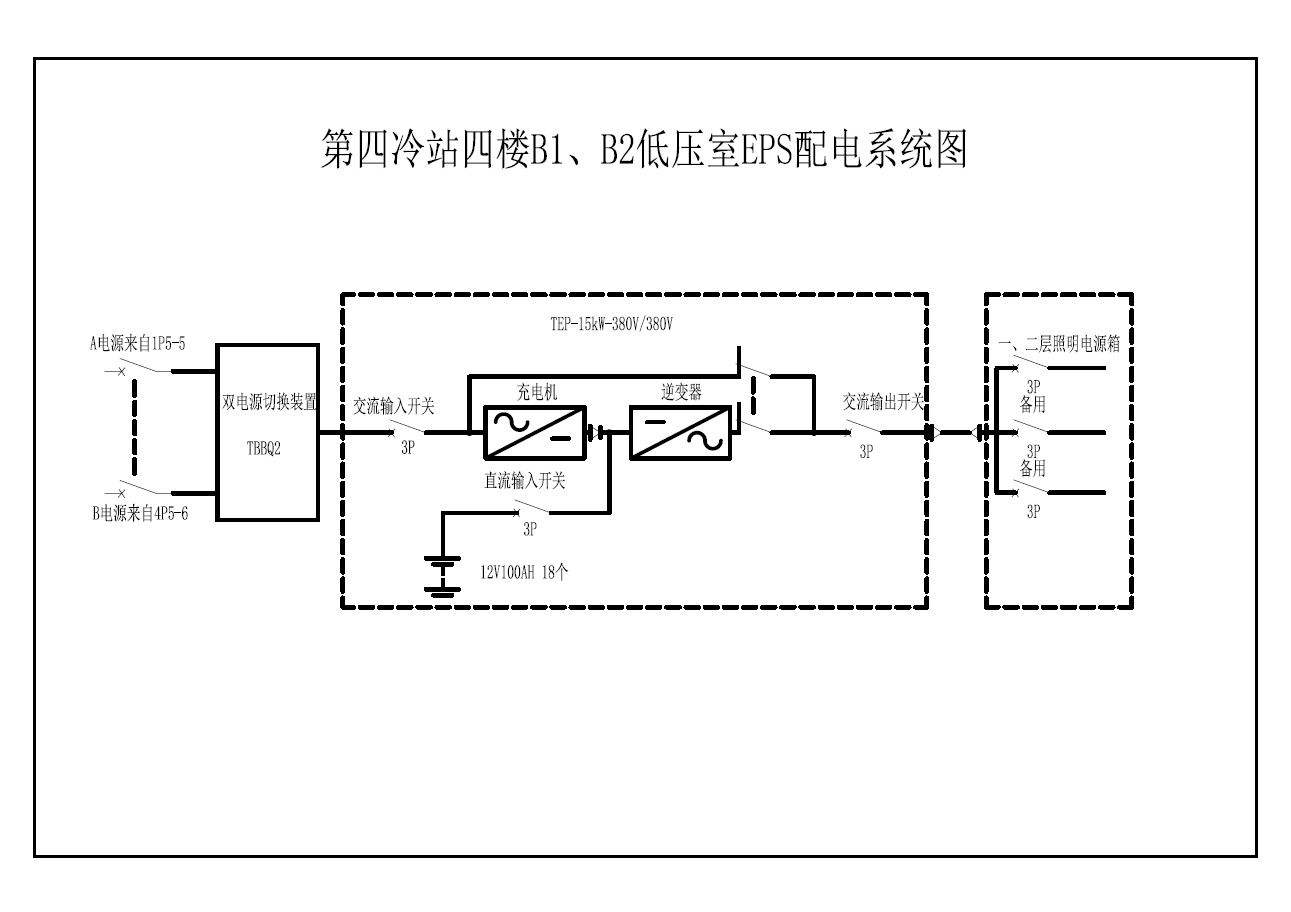 第四冷站四楼B1、B2低压室EPS配电系统图
TEP-15kW-380V/380V
A电源来自1P5-5
双电源切换装置
TBBQ2
B电源来自4P5-6
交流输入开关
3P
充电机
逆变器
直流输入开关
3P
12V100AH 18个
交流输出开关
3P
一、二层照明电源箱
3P
备用
3P
备用
3P